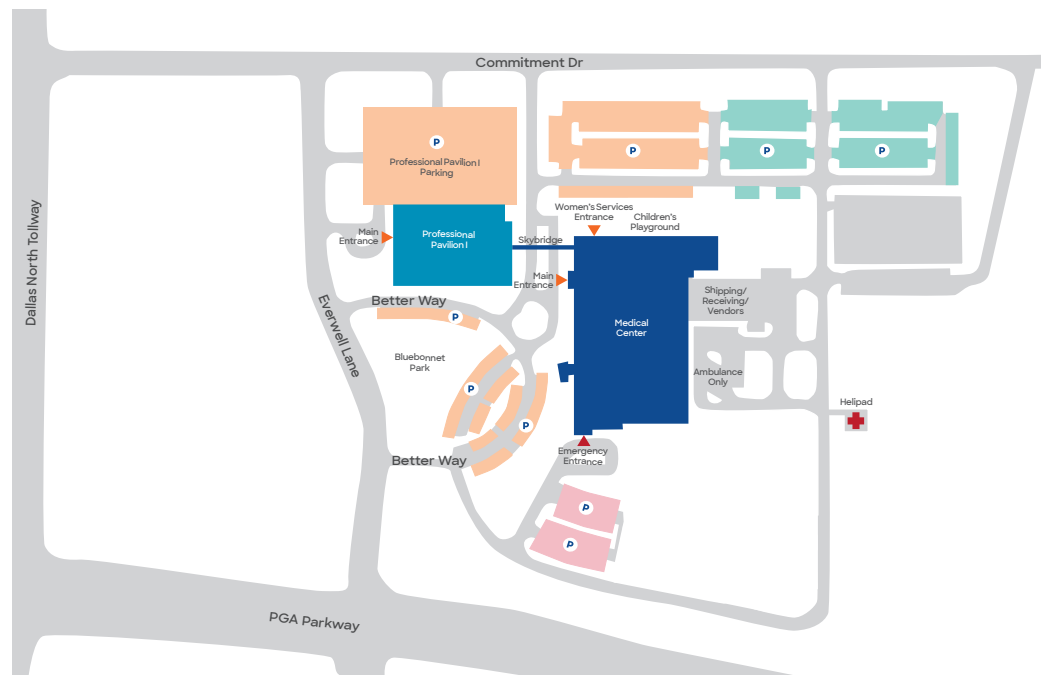 Commitment Dr
P
Professional Pavilion I
Parking
P
P
P
Women's Services
Entrance
Children's
Playground
Main
Entrance
Professional
Pavilion I
Skybridge
Main
Entrance
Dallas North Tollway
Everwell Lane
Better Way
P
Shipping/
Receiving/
Vendors
Medical
Center
Bluebonnet
Park
P
Ambulance
Only
P
Helipad
Better Way
Emergency
Entrance
P
P
PGA Parkway